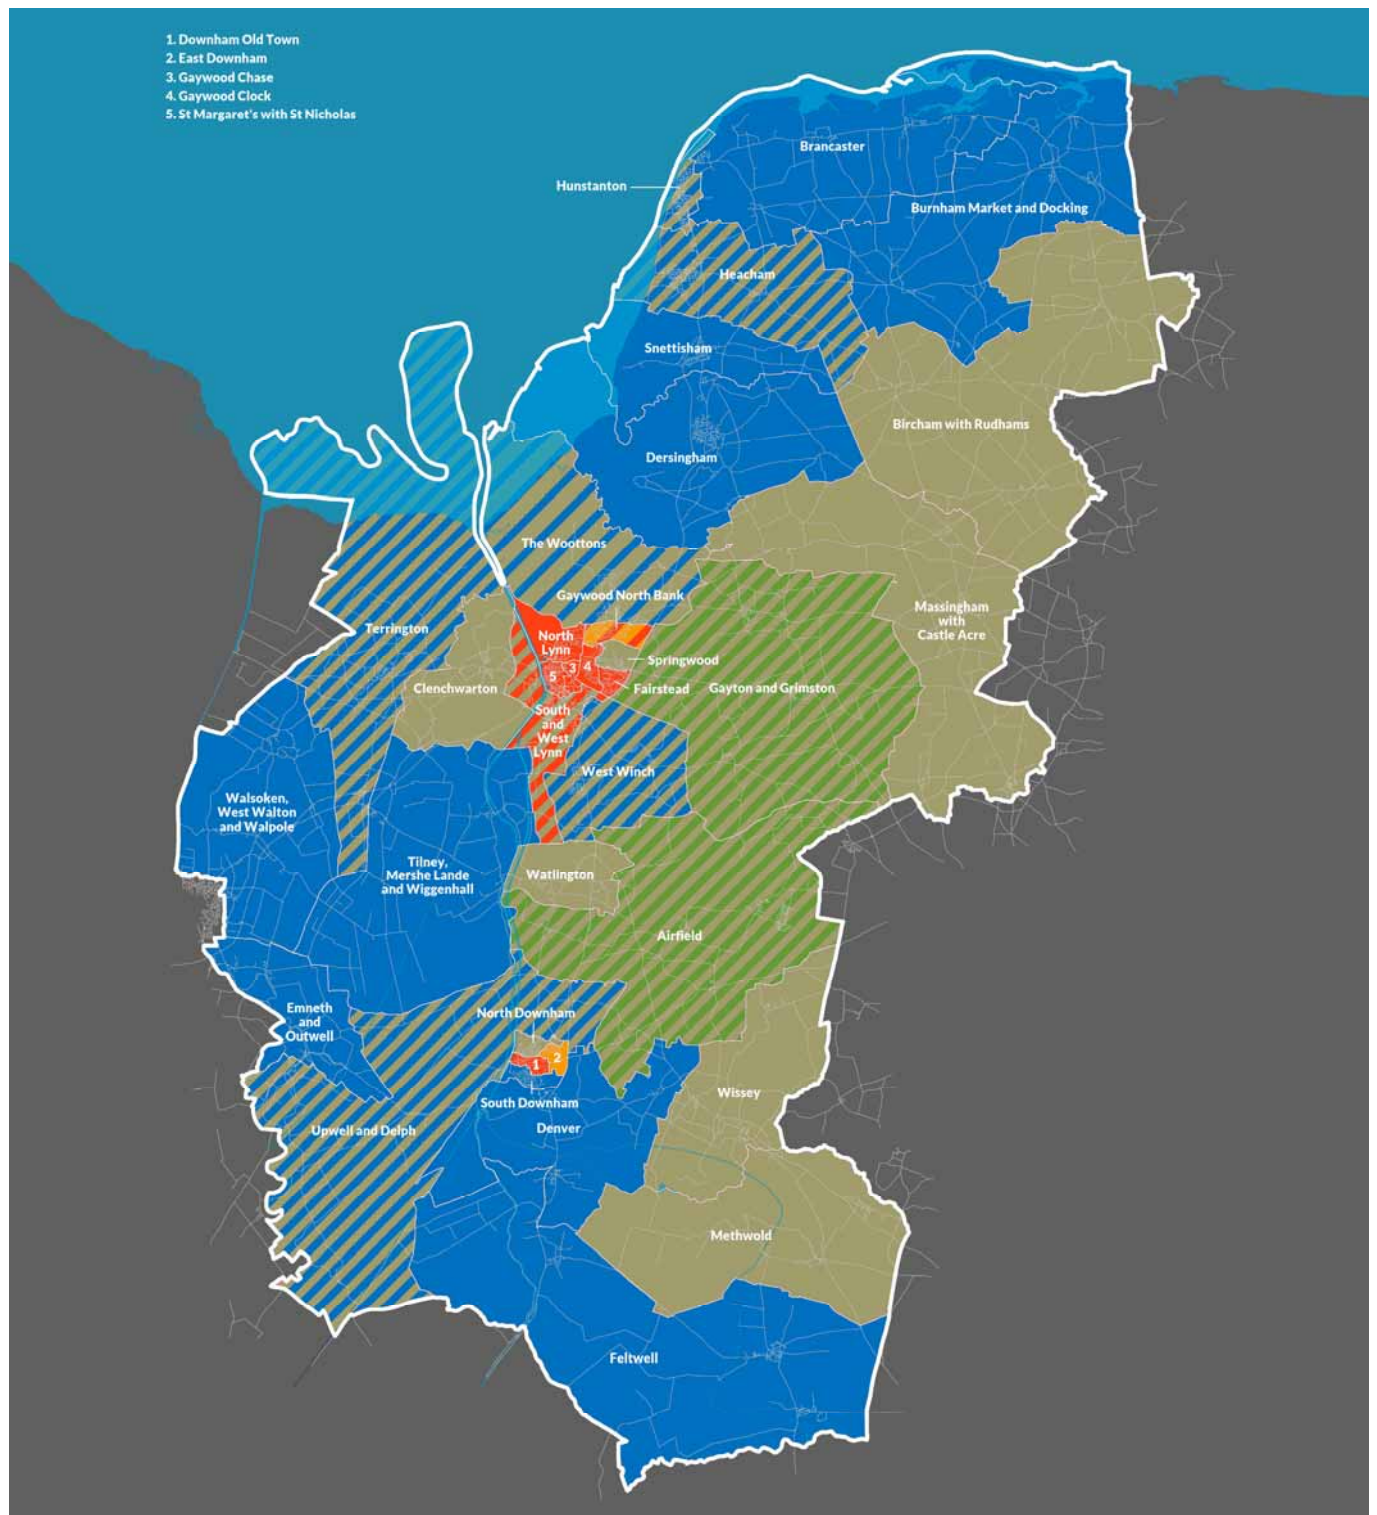 1. Downham Old Town
2. East Downham
3. Gaywood Chase
4. Gaywood Clock
5. St Margaret's with St Nicholas
Brancaster
Hunstanton
Burnham Market and Docking
Heacham
Snettisham
Bircham with Rudhams
Dersingham
The Woottons
Gaywood North Bank
Massingham
with
Castle Acre
Terrington
North
Lynn
3
4
5
Springwood
Fairstead
Clenchwarton
Gayton and Grimston
South
and
West
Lynn
West Winch
Walsoken,
West Walton
and Walpole
Tilney,
Mershe Lande
and Wiggenhall
Watlington
Airfield
Emneth
and
Outwell
North Downham
1
2
South Downham
Wissey
Denver
Upwell and Delph
Methwold
Feltwell